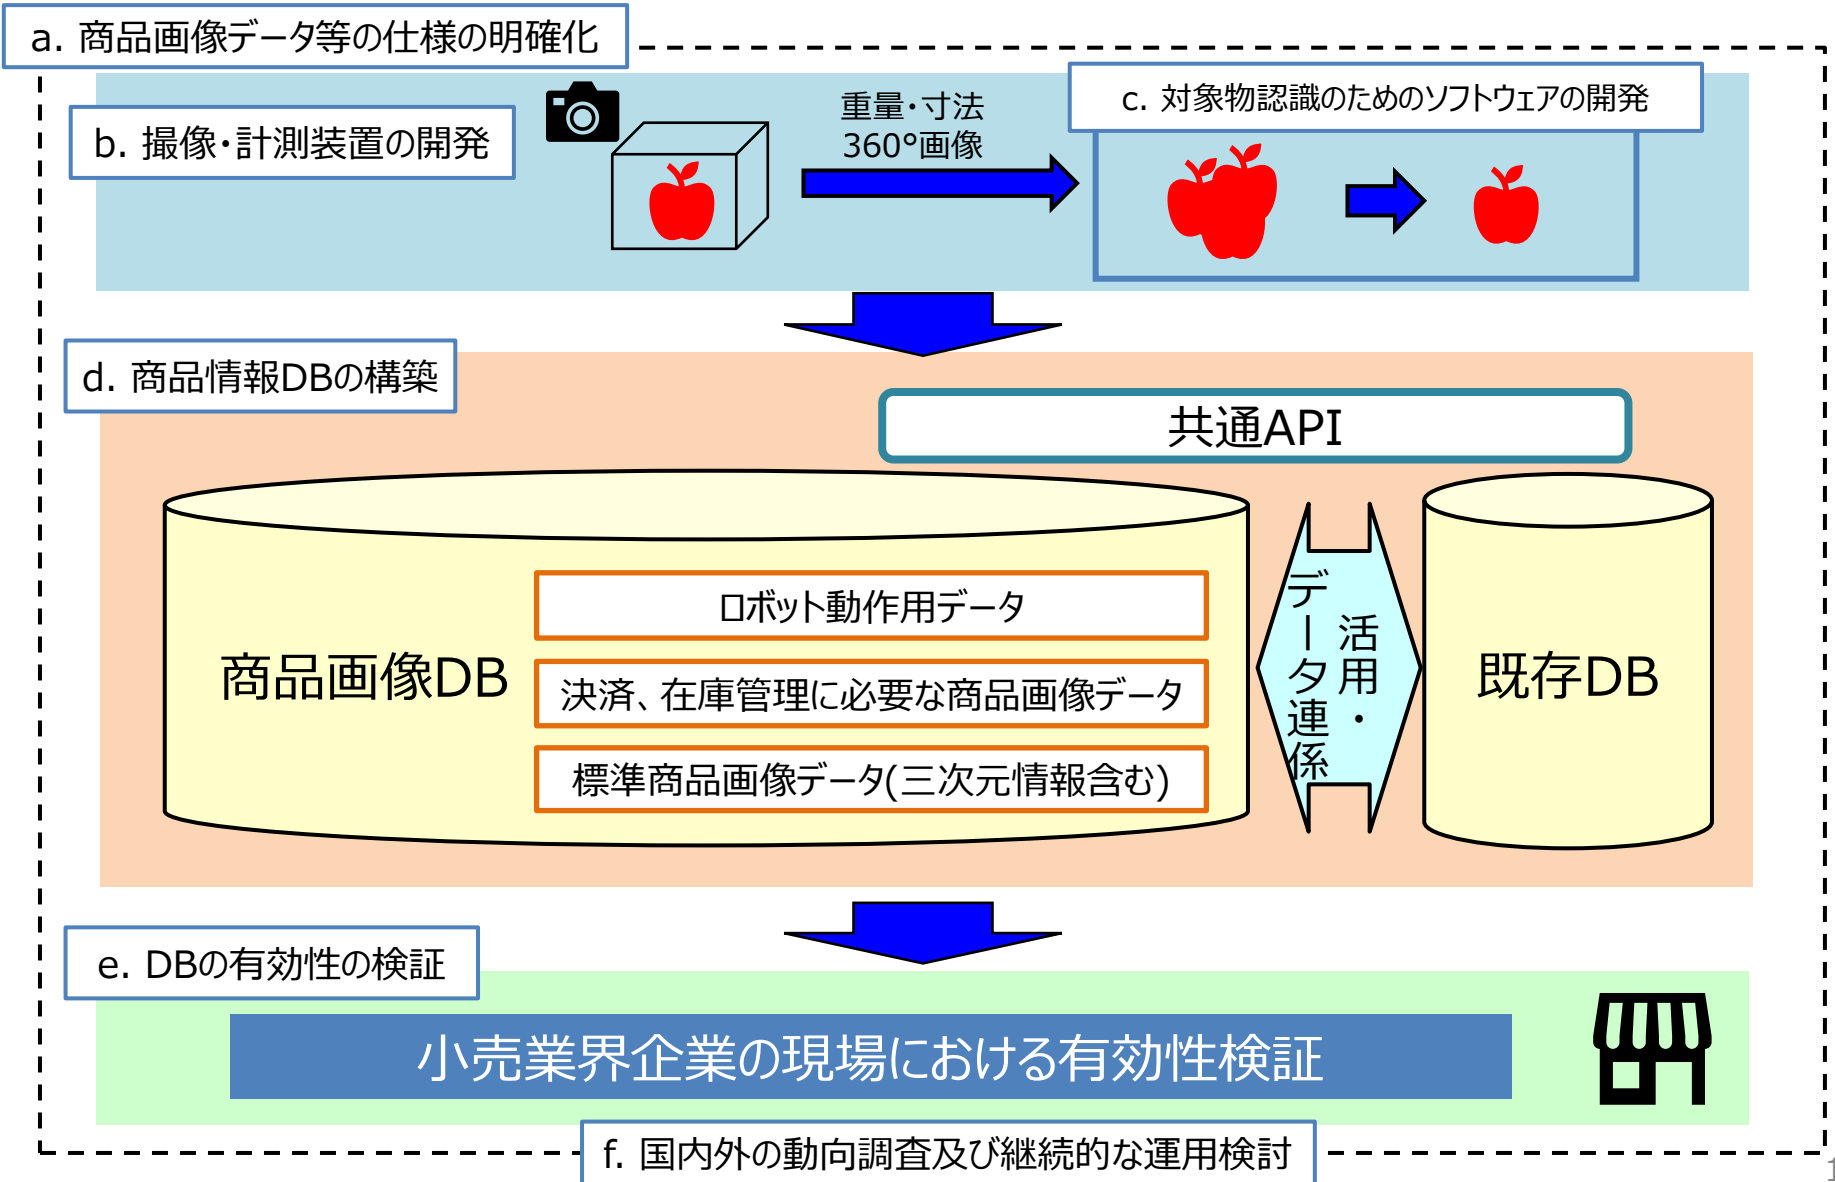 a. 商品画像データ等の仕様の明確化
b. 撮像・計測装置の開発
重量・寸法
360°画像
c. 対象物認識のためのソフトウェアの開発
d. 商品情報DBの構築
共通API
商品画像DB
ロボット動作用データ
決済、在庫管理に必要な商品画像データ
標準商品画像データ(三次元情報含む)
活用・
データ連係
既存DB
e. DBの有効性の検証
小売業界企業の現場における有効性検証
f. 国内外の動向調査及び継続的な運用検討